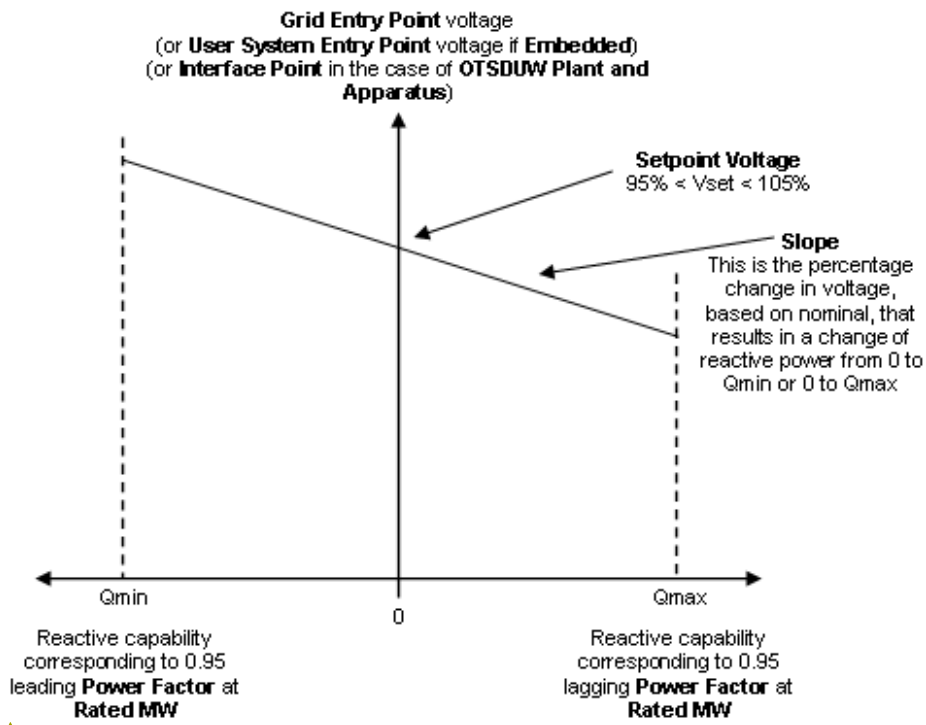 Grid Entry Point voltage
(or User System Entry Point voltage if Embedded)
(or Interface Point in the case of OTSDUW Plant and
Apparatus)
Setpoint Voltage
95% < Vset < 105%
Slope
This is the percentage
change in voltage,
based on nominal, that
results in a change of
reactive power from 0 to
Qmin or 0 to Qmax
Qmin
0
Qmax
Reactive capability
corresponding to 0.95
leading Power Factor at
Rated MW
Reactive capability
corresponding to 0.95
lagging Power Factor at
Rated MW